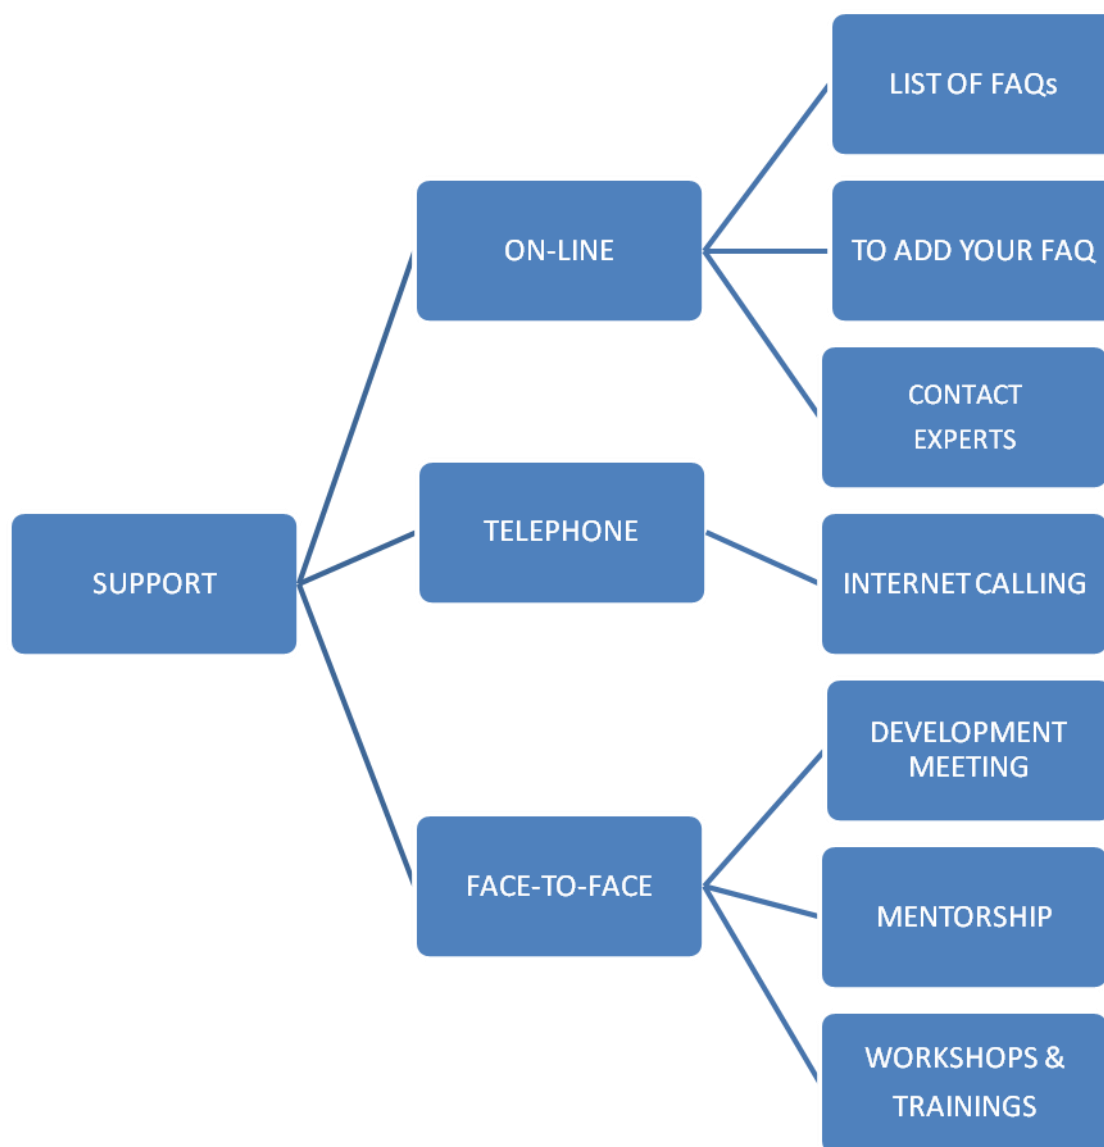 LIST OF FAQs
ON-LINE
TO ADD YOUR FAQ
CONTACT
EXPERTS
TELEPHONE
SUPPORT
INTERNET CALLING
DEVELOPMENT
MEETING
FACE-TO-FACE
MENTORSHIP
WORKSHOPS &
TRAININGS